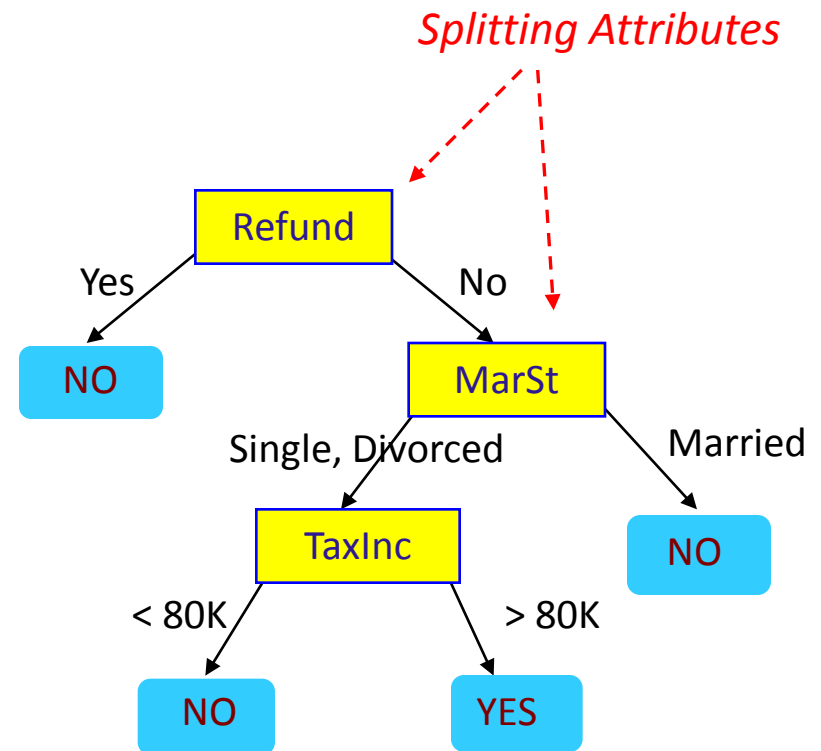 Splitting Attributes
Refund
Yes
No
NO
MarSt
Single, Divorced
Married
TaxInc
NO
< 80K
> 80K
NO
YES